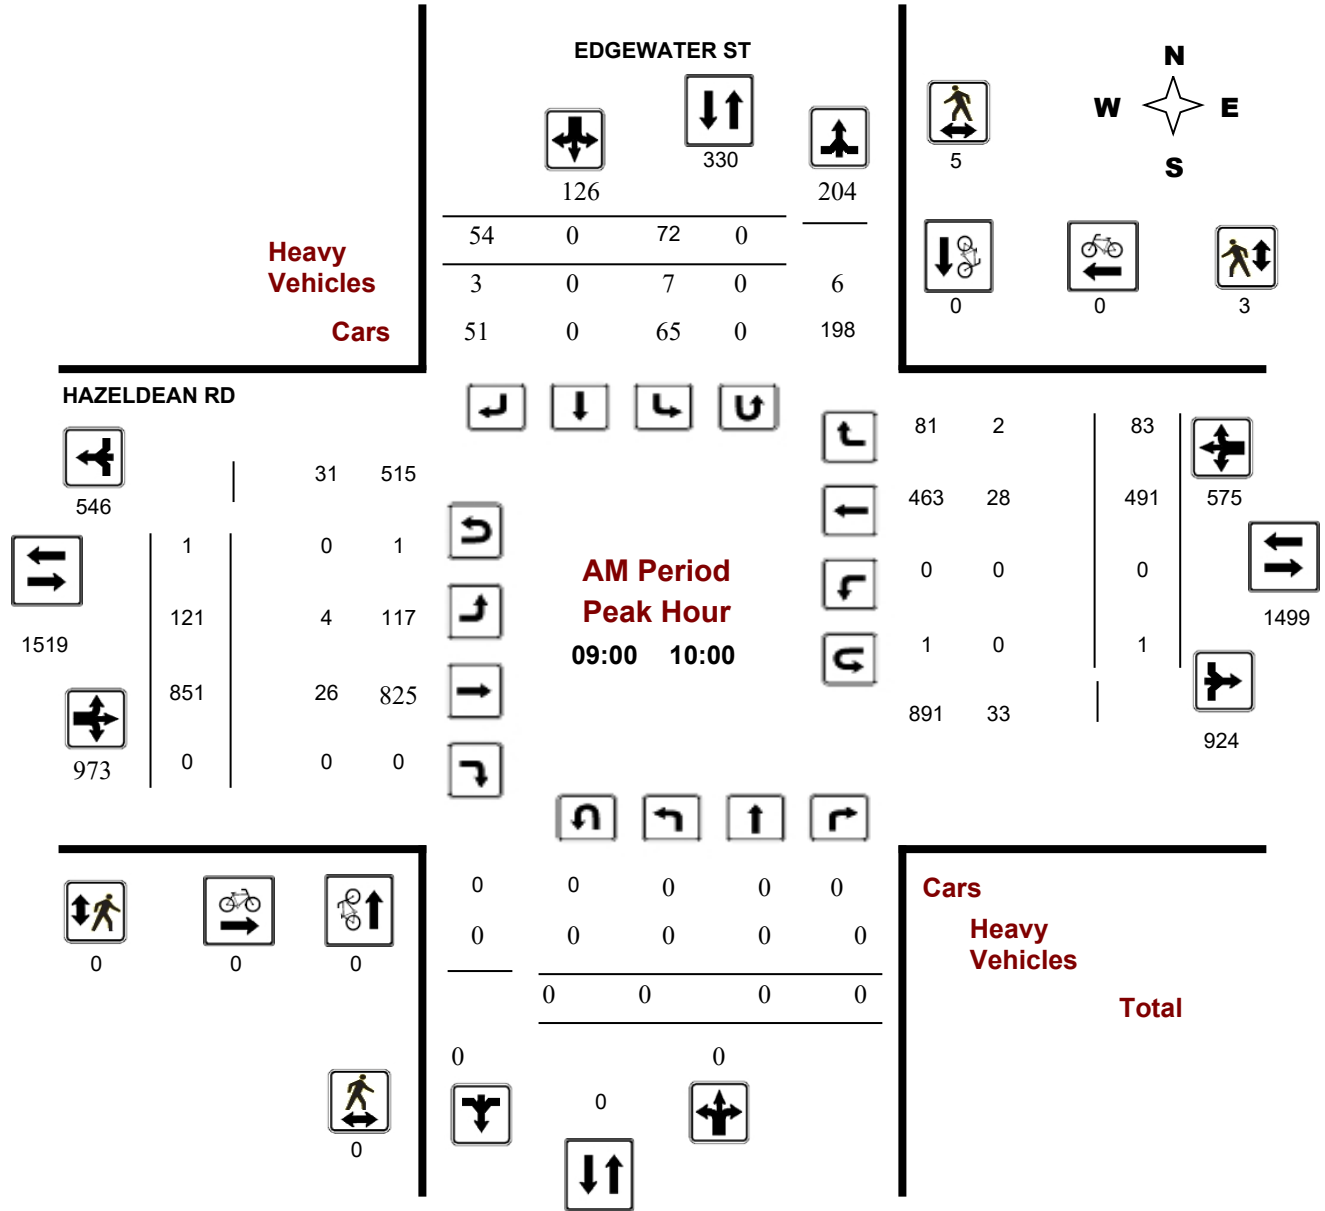 EDGEWATER ST
N
W E
S
330
5
126
204
54 0 72 0
Heavy
Vehicles
3 0 7 0 6
0 0 3
Cars
51 0 65 0 198
HAZELDEAN RD
81 2 83
31 515
546
463 28 491 575
1 0 1
AM Period
0 0 0
Peak Hour
121 4 117
1499
1519
09:00 10:00
1 0 1
851 26 825
891 33
924
973 0 0 0
0 0 0 0 0
Cars
0 0 0 0 0
Heavy
Vehicles
0 0 0
0 0 0 0
Total
0 0
0
0